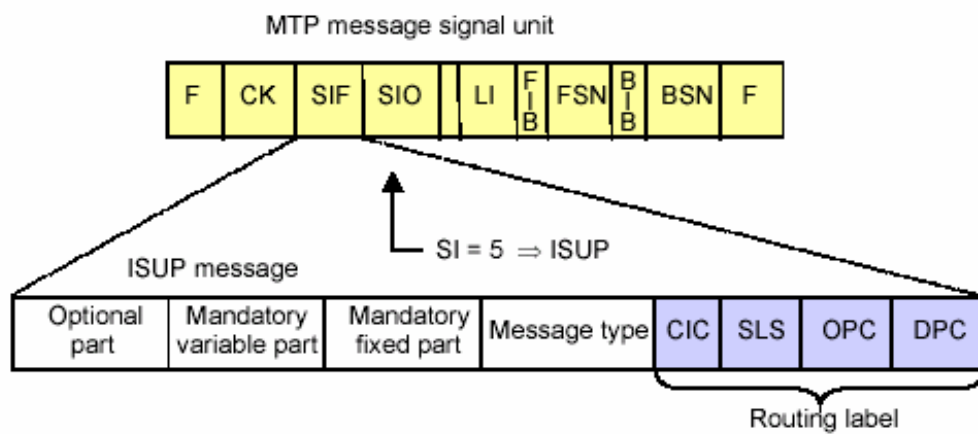 MTP message signal unit
F CK SIF SIO LI FIB FSN BIB BSN F
SI = 5 ⇒ ISUP
ISUP message
Optional part
Mandatory variable part
Mandatory fixed part
Message type
CIC SLS OPC DPC
Routing label